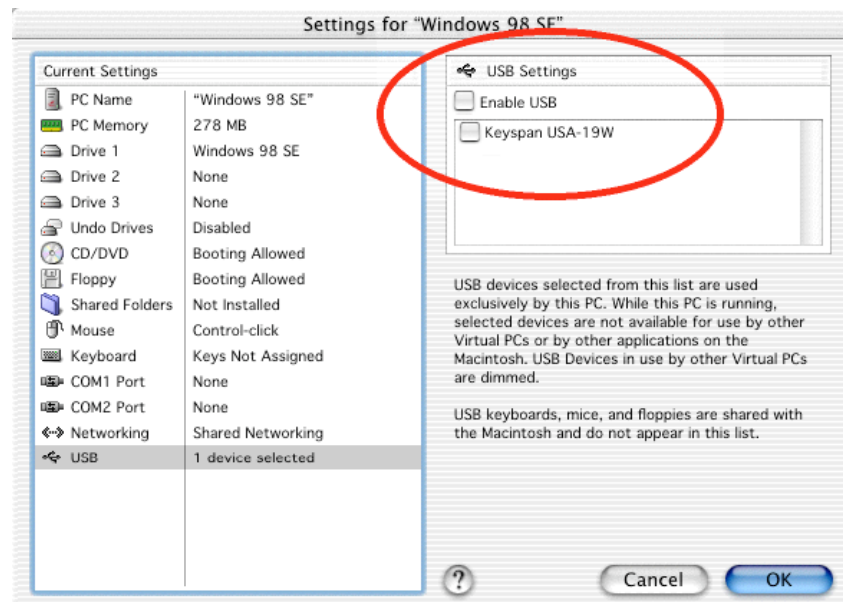 Settings for “Windows 98 SE”
Current Settings
PC Name “Windows 98 SE”
PC Memory 278 MB
Drive 1 Windows 98 SE
Drive 2 None
Drive 3 None
Undo Drives Disabled
CD/DVD Booting Allowed
Floppy Booting Allowed
Shared Folders Not Installed
Mouse Control-click
Keyboard Keys Not Assigned
COM1 Port None
COM2 Port None
Networking Shared Networking
USB 1 device selected
USB Settings
Enable USB
Keyspan USA-19W
USB devices selected from this list are used
exclusively by this PC. While this PC is running,
selected devices are not available for use by other
Virtual PCs or by other applications on the
Macintosh. USB Devices in use by other Virtual PCs
are dimmed.
USB keyboards, mice, and floppies are shared with
the Macintosh and do not appear in this list.
?
Cancel
OK